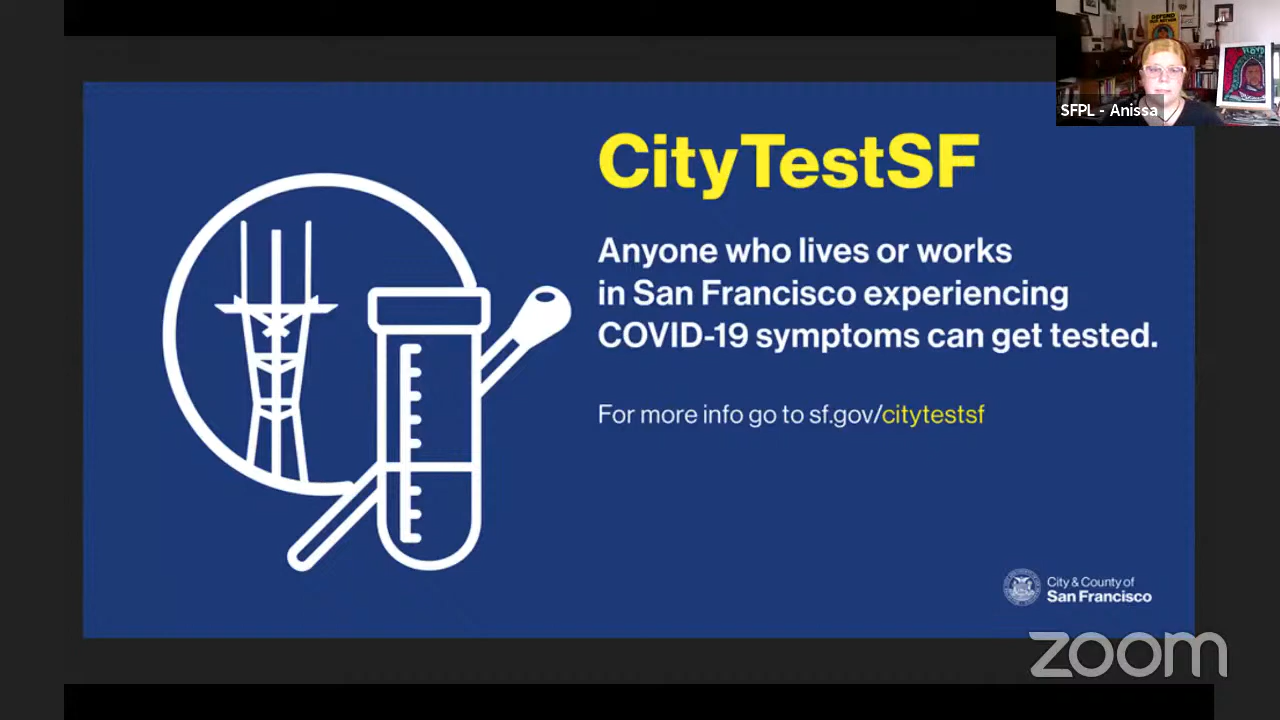 SFPL - Anissa
CityTestSF
Anyone who lives or works
in San Francisco experiencing
COVID-19 symptoms can get tested.
For more info go to sf.gov/citytestsf
City & County of
San Francisco
zoom